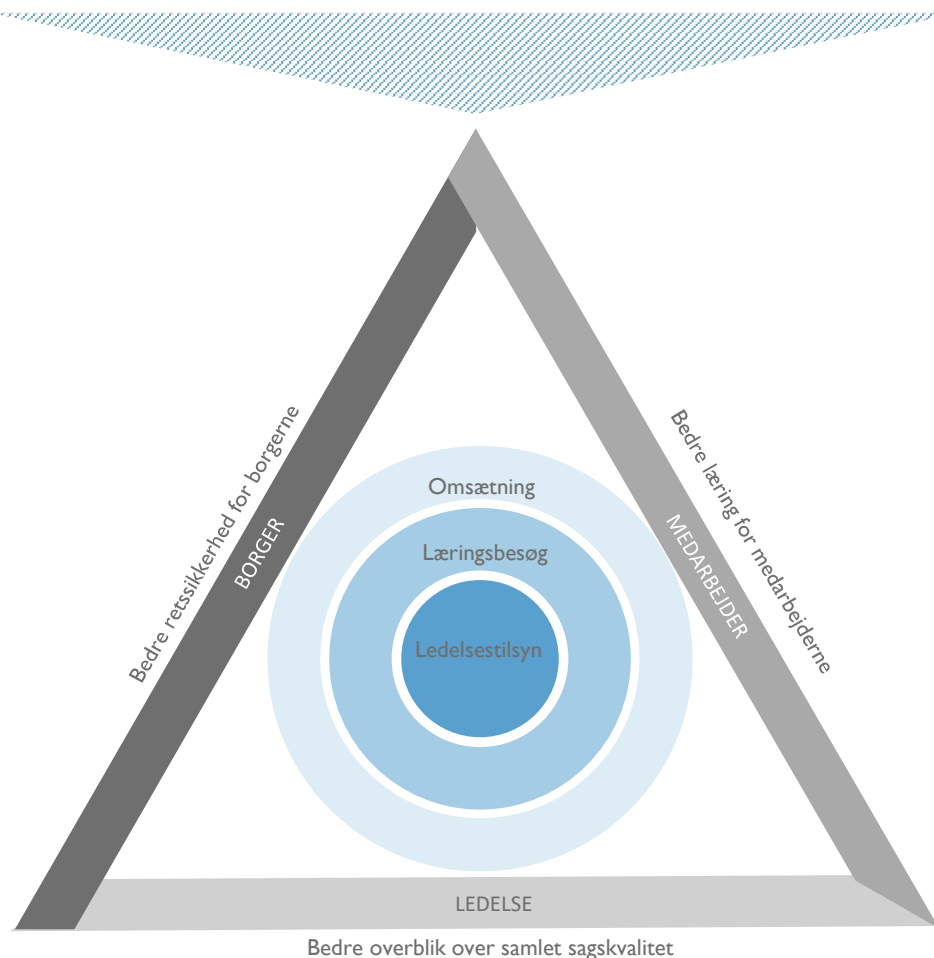 Bedre retssikkerhed for borgerne
BORGER
Bedre læring for medarbejderne
MEDARBEJDER
Omsætning
Læringsbesøg
Ledelsestilsyn
LEDELSE
Bedre overblik over samlet sagskvalitet